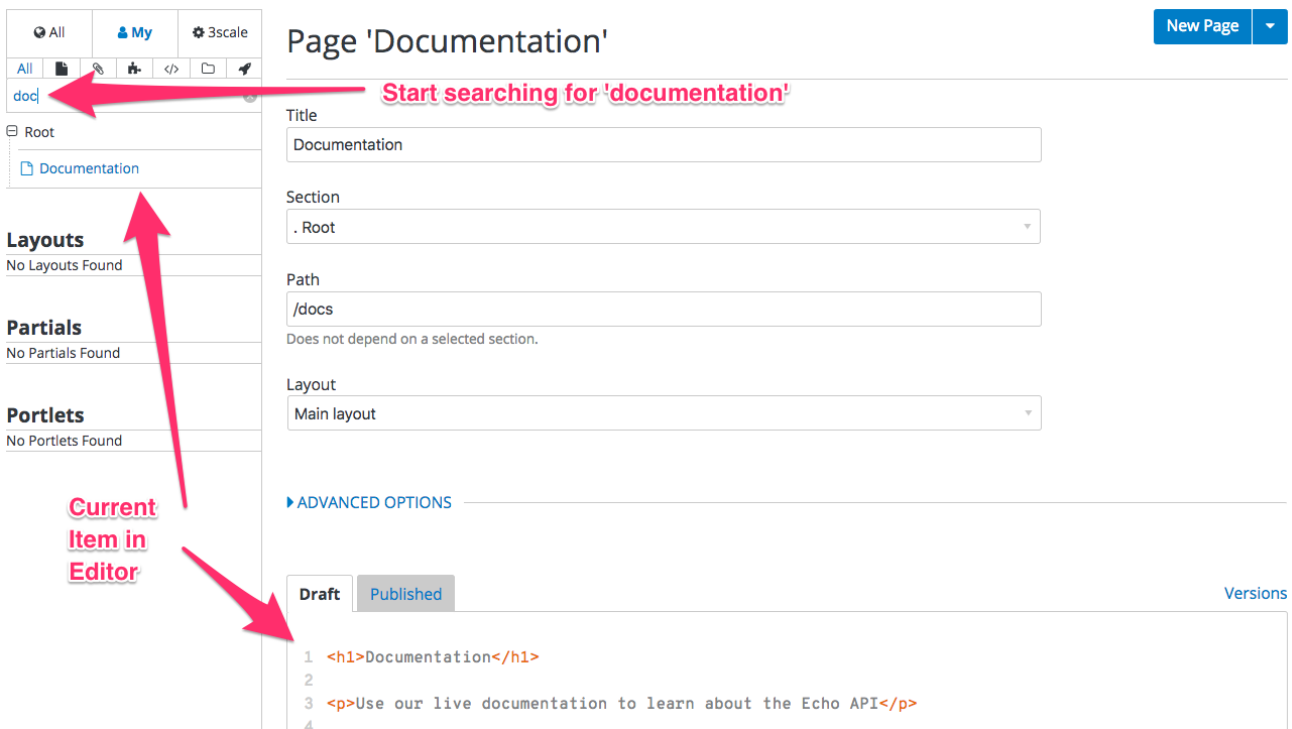 All
My
3scale
All
doc
Root
Documentation
Layouts
No Layouts Found
Partials
No Partials Found
Portlets
No Portlets Found
Current
Item in
Editor
Page 'Documentation'
New Page
Start searching for 'documentation'
Title
Documentation
Section
. Root
Path
/docs
Does not depend on a selected section.
Layout
Main layout
ADVANCED OPTIONS
Draft
Published
Versions
1 <h1>Documentation</h1>
2
3 <p>Use our live documentation to learn about the Echo API</p>
4